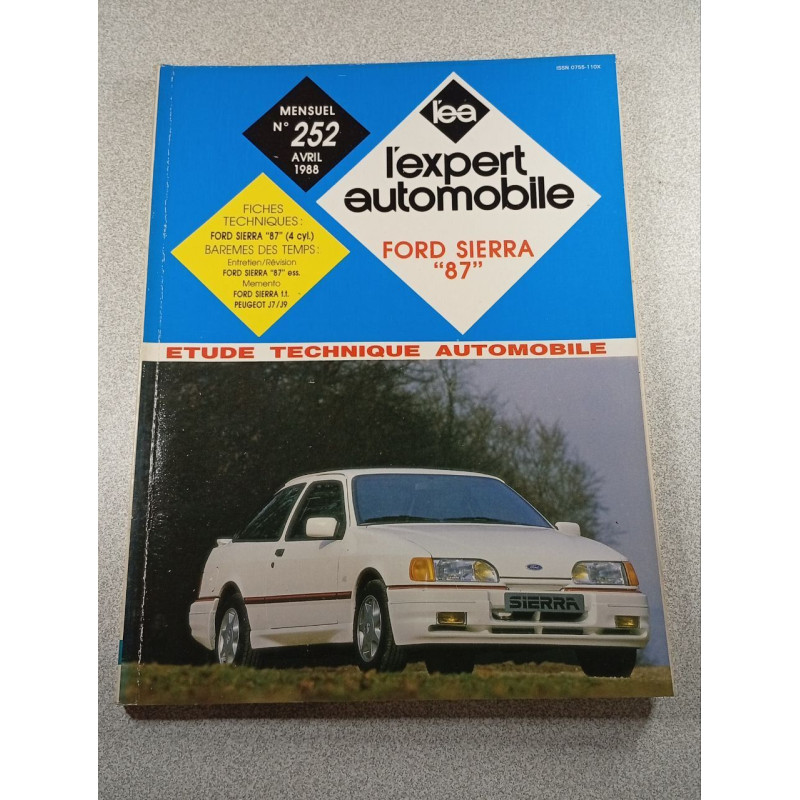 ISSN 0755-110X
MENSUEL
N° 252
AVRIL
1988
l'ea
l'expert
automobile
FORD SIERRA
"87"
FICHES
TECHNIQUES :
FORD SIERRA "87" (4 cyl.)
BAREMES DES TEMPS :
Entretien/Révision
FORD SIERRA "87" ess.
Memento
FORD SIERRA t.t.
PEUGEOT J7/J9
ETUDE TECHNIQUE AUTOMOBILE
Ford
SIERRA